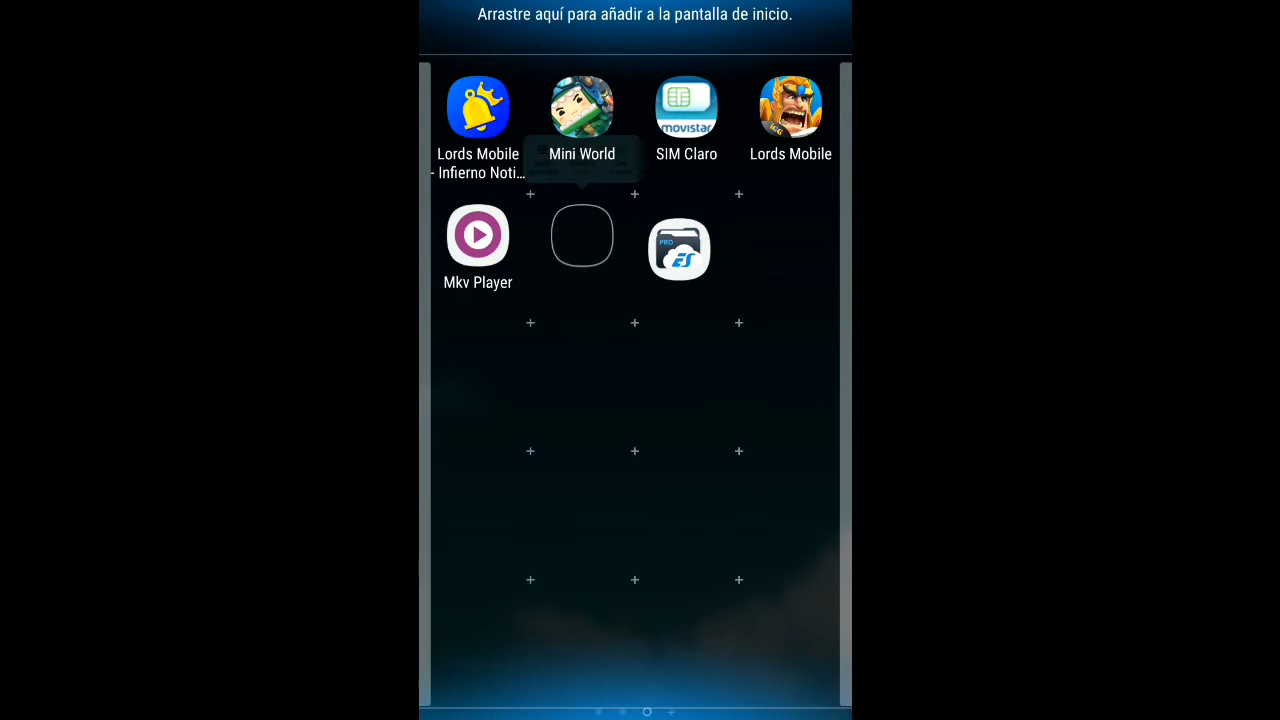 Arrastre aquí para añadir a la pantalla de inicio.
IGG
movistar
Lords Mobile
- Infierno Noti...
Mini World
SIM Claro
Lords Mobile
PRO
ES
Mkv Player